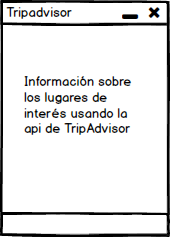 Tripadvisor
Información sobre
los lugares de
interés usando la
api de TripAdvisor